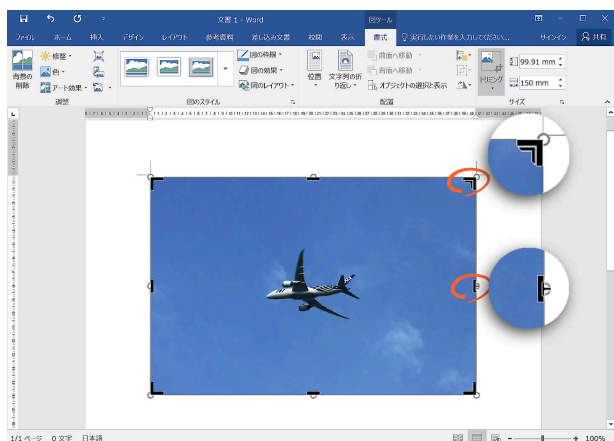 文書 1 - Word
図ツール
ファイル ホーム 挿入 デザイン レイアウト 参考資料 差し込み文書 校閲 表示 書式 実行したい作業を入力してください... サインイン 共有
背景の
削除
修整
色
アート効果
調整
図のスタイル
図の枠線
図の効果
図のレイアウト
位置
文字列の折
り返し
前面へ移動
背面へ移動
オブジェクトの選択と表示
配置
トリミング
99.91 mm
150 mm
サイズ
1/1 ページ 0 文字 日本語
100%